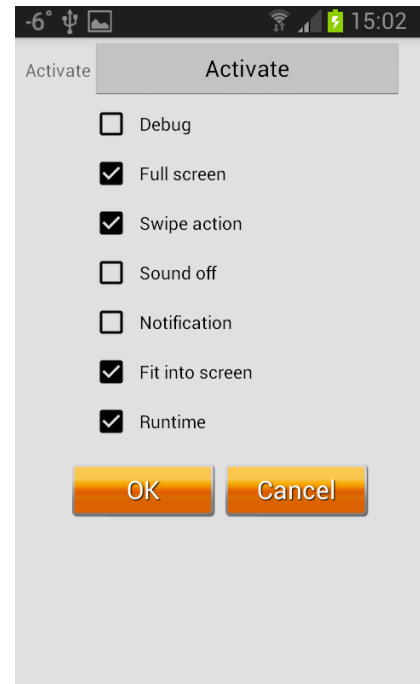 -6° 15:02
Activate Activate
Debug
Full screen
Swipe action
Sound off
Notification
Fit into screen
Runtime
OK Cancel